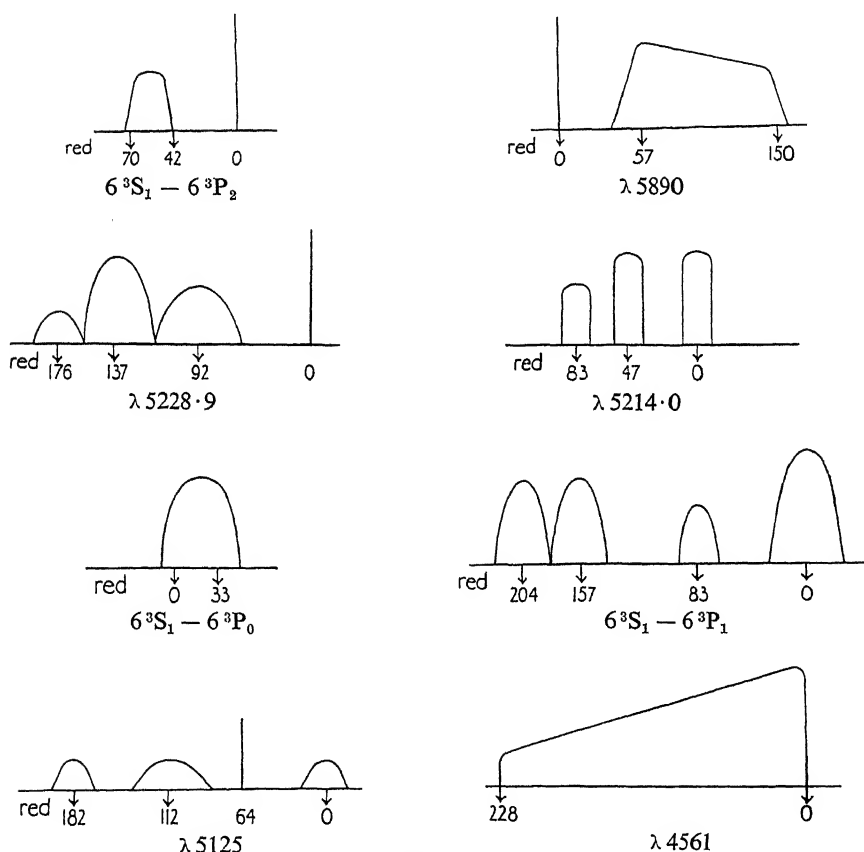 red 70 42 0
6 ³S₁ – 6 ³P₂
red 0 57 150
λ 5890
red 176 137 92 0
λ 5228·9
red 83 47 0
λ 5214·0
red 0 33
6 ³S₁ – 6 ³P₀
red 204 157 83 0
6 ³S₁ – 6 ³P₁
red 182 112 64 0
λ 5125
red 228 0
λ 4561